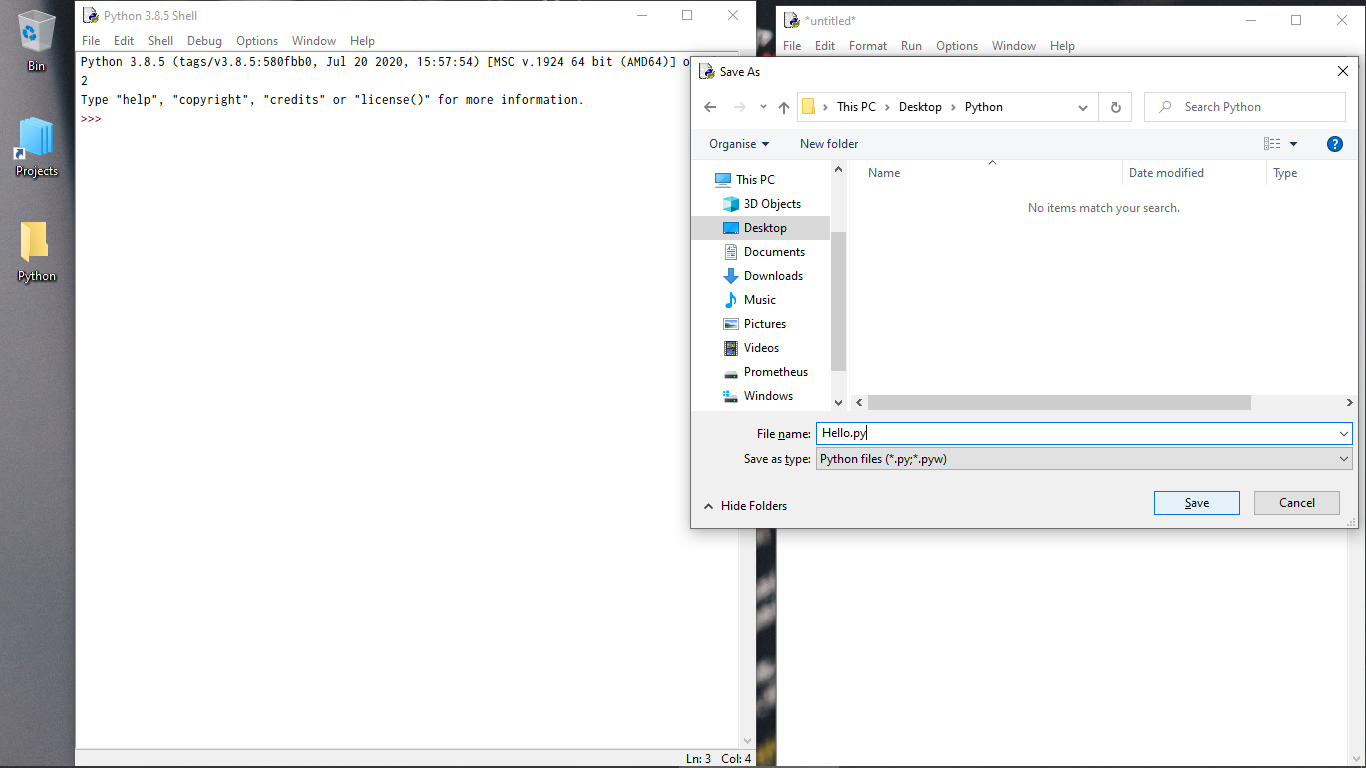 Bin
Projects
Python
Python 3.8.5 Shell
File Edit Shell Debug Options Window Help
Python 3.8.5 (tags/v3.8.5:580fbb0, Jul 20 2020, 15:57:54) [MSC v.1924 64 bit (AMD64)] o
2
Type "help", "copyright", "credits" or "license()" for more information.
>>>
Ln: 3 Col: 4
*untitled*
File Edit Format Run Options Window Help
Save As
This PC > Desktop > Python
Search Python
Organise New folder
This PC
3D Objects
Desktop
Documents
Downloads
Music
Pictures
Videos
Prometheus
Windows
Name Date modified Type
No items match your search.
File name: Hello.py
Save as type: Python files (*.py;*.pyw)
Hide Folders
Save Cancel